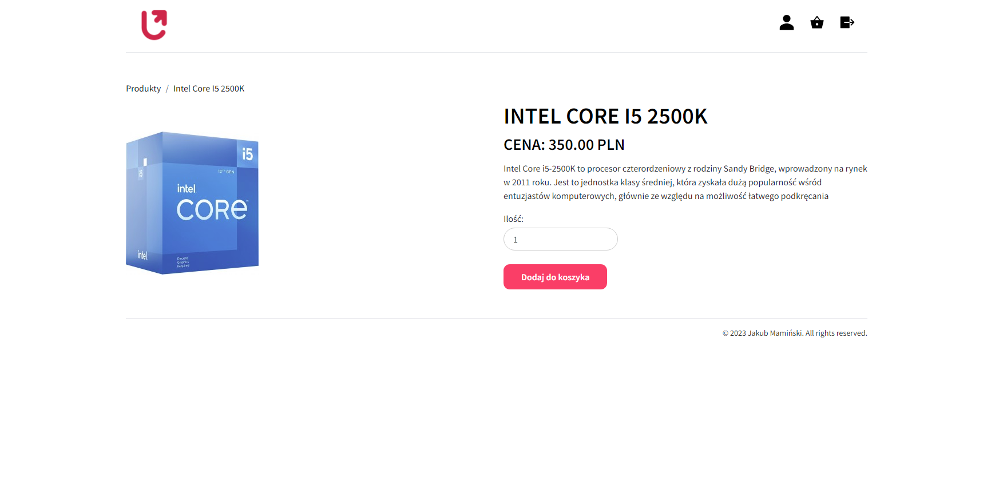 Produkty / Intel Core I5 2500K
INTEL CORE I5 2500K
CENA: 350.00 PLN
Intel Core i5-2500K to procesor czterordzeniowy z rodziny Sandy Bridge, wprowadzony na rynek
w 2011 roku. Jest to jednostka klasy średniej, która zyskała dużą popularność wśród
entuzjastów komputerowych, głównie ze względu na możliwość łatwego podkręcania
Ilość:
1
Dodaj do koszyka
i5
12TH GEN
i5
intel.
CORe™
intel.
Discrete
Graphics
Required
© 2023 Jakub Mamiński. All rights reserved.